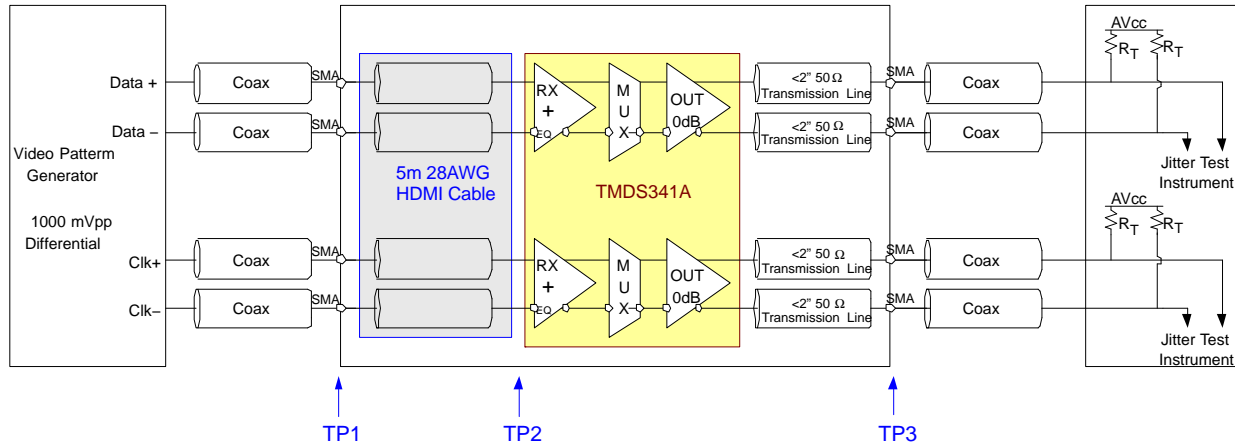 Video Patterm
Generator
1000 mVpp
Differential
Data +
Data −
Clk+
Clk−
Coax
Coax
Coax
Coax
SMA
SMA
SMA
SMA
5m 28AWG
HDMI Cable
RX
+
EQ
M
U
X
OUT
0dB
TMDS341A
RX
+
EQ
M
U
X
OUT
0dB
<2" 50 Ω
Transmission Line
<2" 50 Ω
Transmission Line
<2" 50 Ω
Transmission Line
<2" 50 Ω
Transmission Line
SMA
SMA
SMA
SMA
Coax
Coax
Coax
Coax
AVcc
RT
RT
Jitter Test
Instrument
AVcc
RT
RT
Jitter Test
Instrument
TP1
TP2
TP3